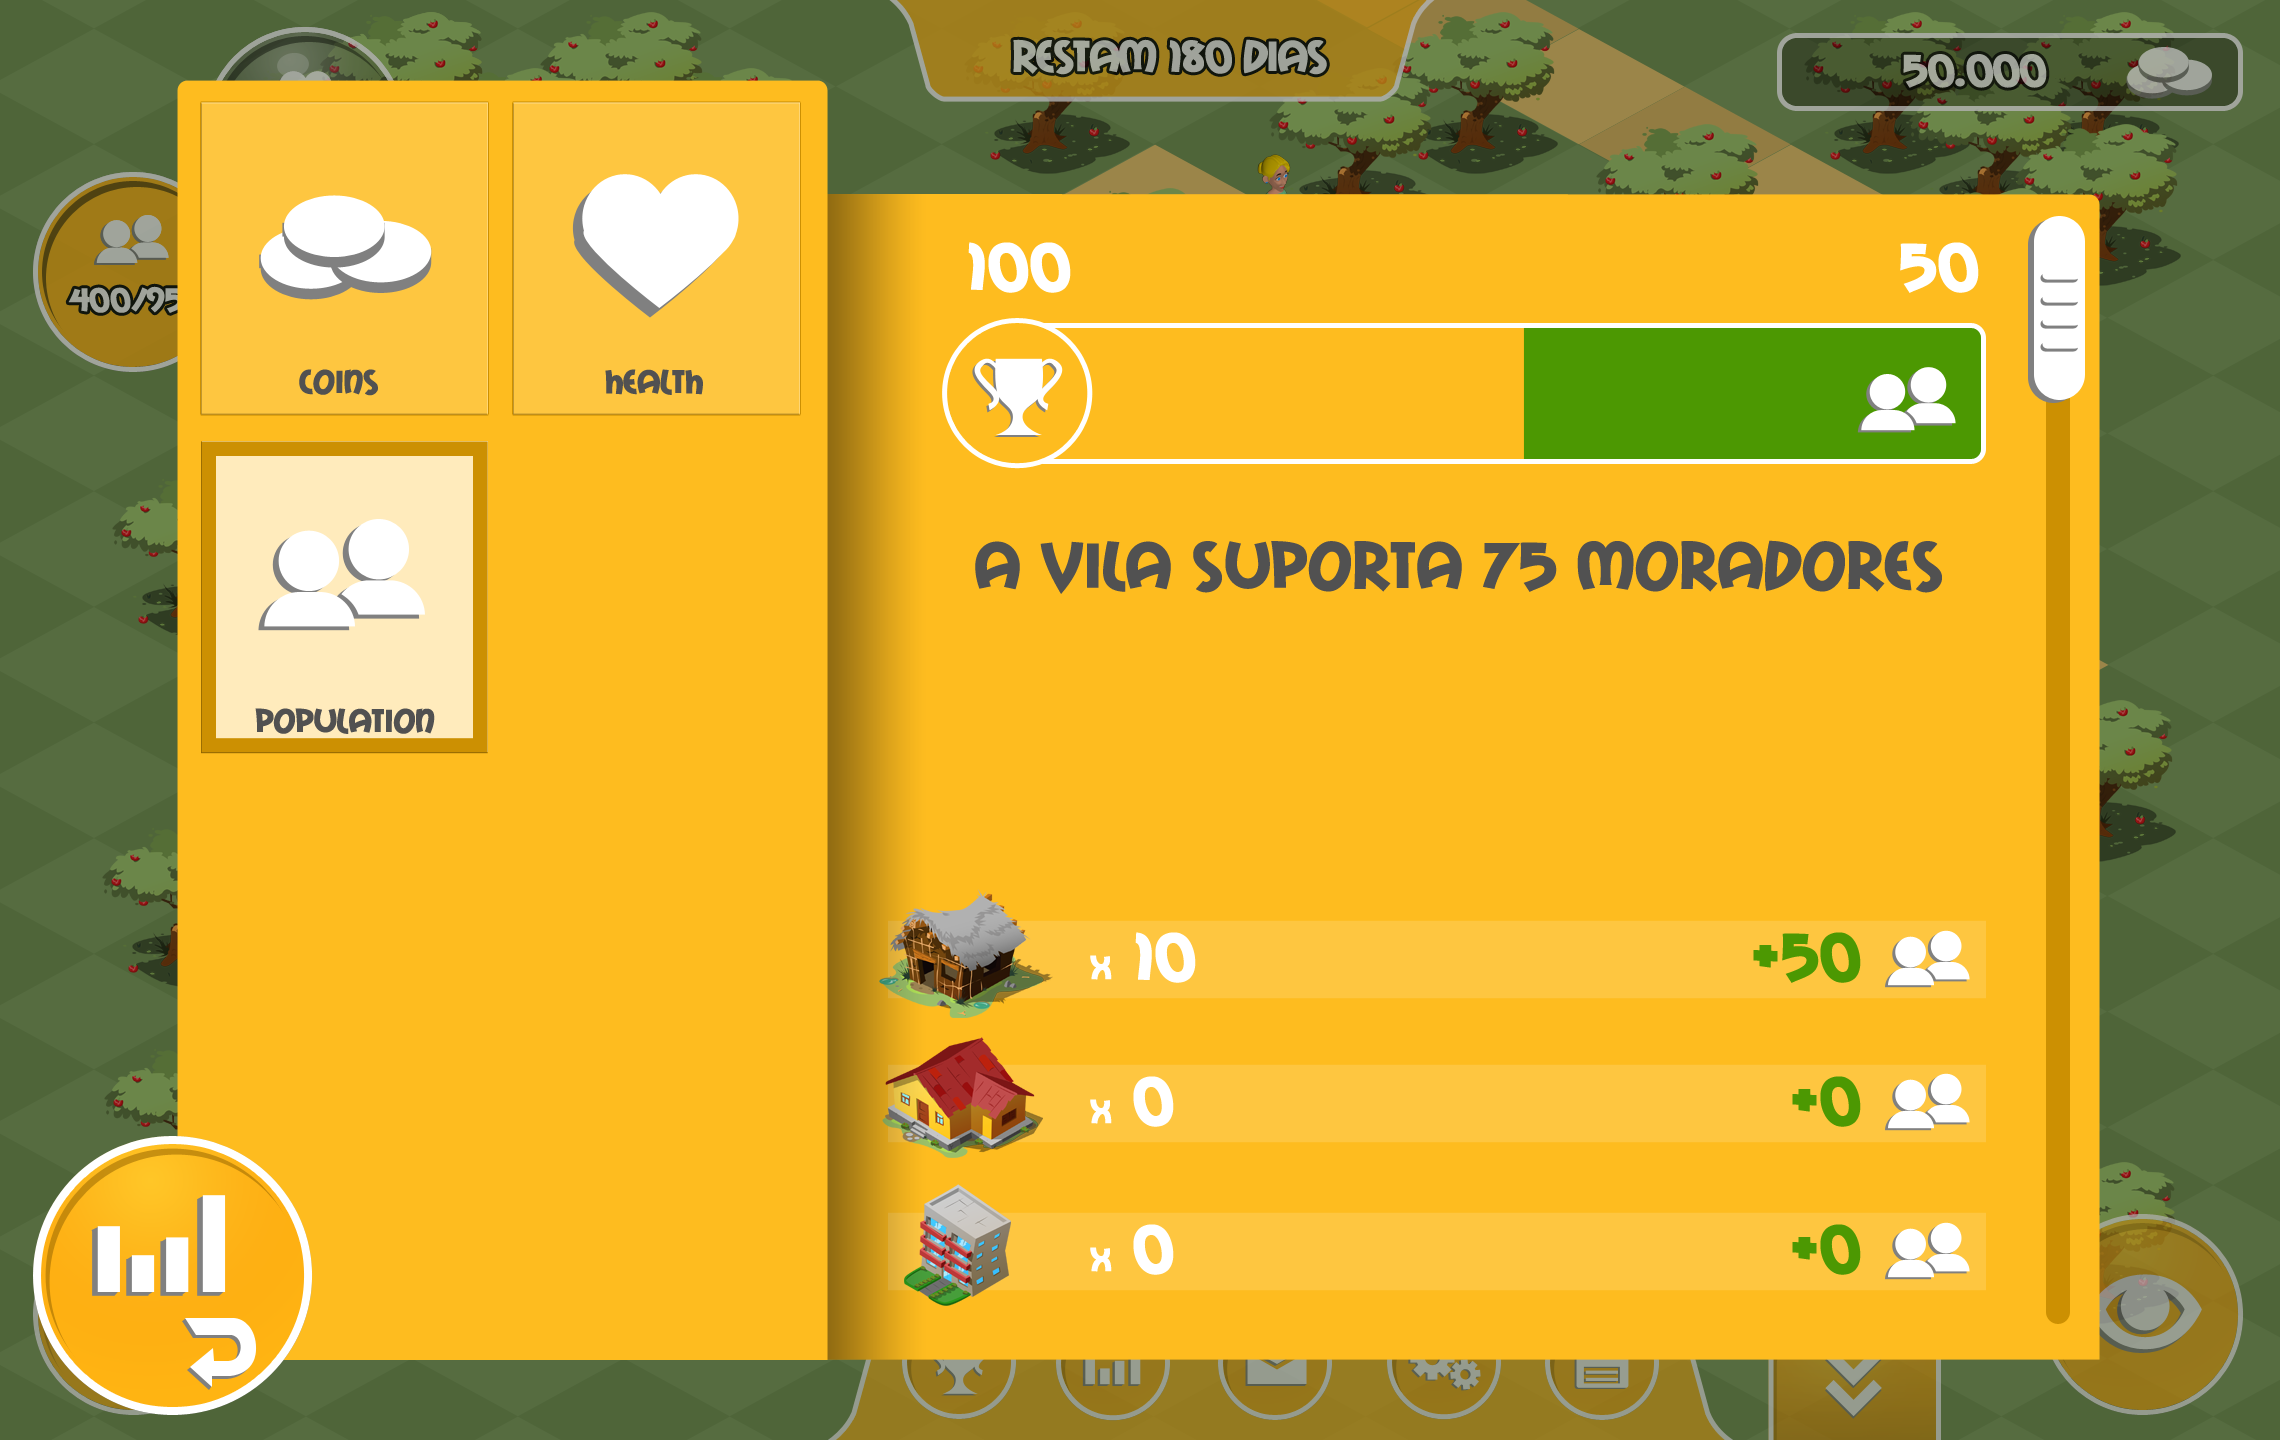 RESTAM 180 DIAS
50.000
400/95
COINS
HEALTH
POPULATION
100
50
A VILA SUPORTA 75 MORADORES
x 10
+50
x 0
+0
x 0
+0